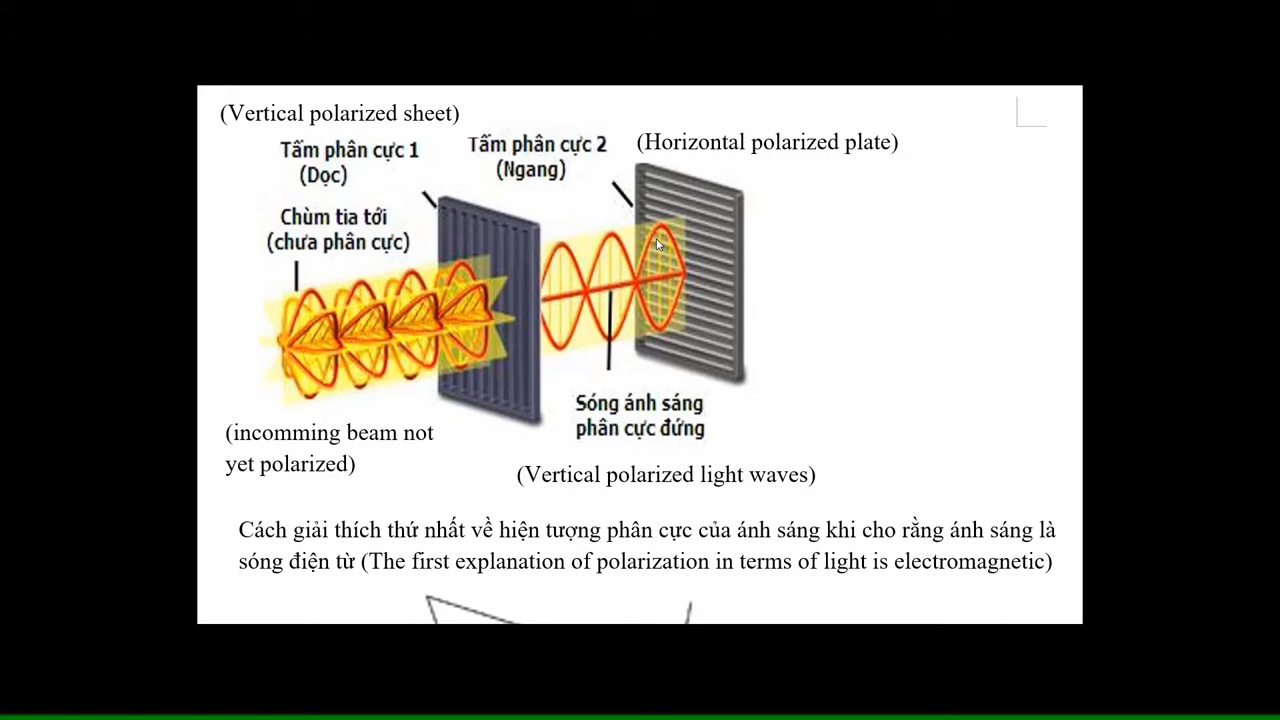 (Vertical polarized sheet)
Tấm phân cực 1
(Dọc)
Tấm phân cực 2
(Ngang)
(Horizontal polarized plate)
Chùm tia tới
(chưa phân cực)
Sóng ánh sáng
phân cực đứng
(incomming beam not
yet polarized)
(Vertical polarized light waves)
Cách giải thích thứ nhất về hiện tượng phân cực của ánh sáng khi cho rằng ánh sáng là
sóng điện từ (The first explanation of polarization in terms of light is electromagnetic)